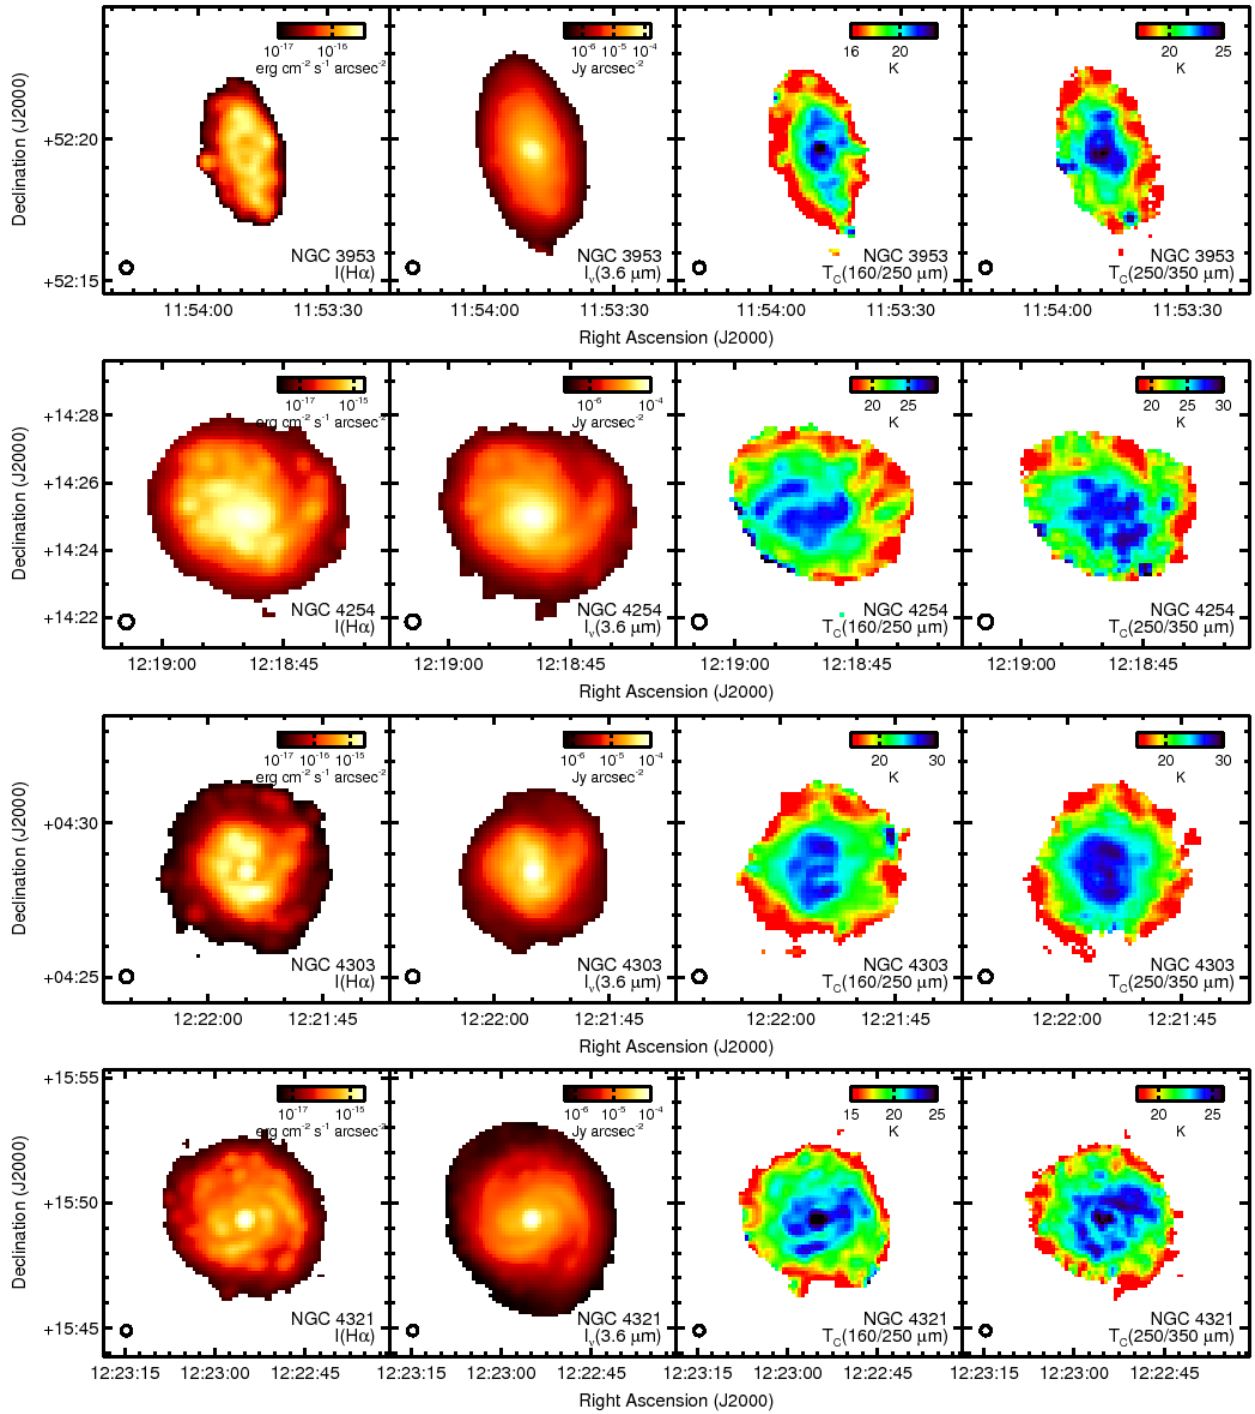 Declination (J2000)
+52:20
+52:15
10⁻¹⁷ 10⁻¹⁶
erg cm⁻² s⁻¹ arcsec⁻²
NGC 3953
I(Hα)
10⁻⁶ 10⁻⁵ 10⁻⁴
Jy arcsec⁻²
NGC 3953
Iᵥ(3.6 μm)
16 20
K
NGC 3953
T_C(160/250 μm)
20 25
K
NGC 3953
T_C(250/350 μm)
11:54:00 11:53:30 11:54:00 11:53:30 11:54:00 11:53:30 11:54:00 11:53:30
Right Ascension (J2000)
Declination (J2000)
+14:28
+14:26
+14:24
+14:22
10⁻¹⁷ 10⁻¹⁵
erg cm⁻² s⁻¹ arcsec⁻²
NGC 4254
I(Hα)
10⁻⁶ 10⁻⁴
Jy arcsec⁻²
NGC 4254
Iᵥ(3.6 μm)
20 25
K
NGC 4254
T_C(160/250 μm)
20 25 30
K
NGC 4254
T_C(250/350 μm)
12:19:00 12:18:45 12:19:00 12:18:45 12:19:00 12:18:45 12:19:00 12:18:45
Right Ascension (J2000)
Declination (J2000)
+04:30
+04:25
10⁻¹⁷ 10⁻¹⁶ 10⁻¹⁵
erg cm⁻² s⁻¹ arcsec⁻²
NGC 4303
I(Hα)
10⁻⁶ 10⁻⁵ 10⁻⁴
Jy arcsec⁻²
NGC 4303
Iᵥ(3.6 μm)
20 30
K
NGC 4303
T_C(160/250 μm)
20 30
K
NGC 4303
T_C(250/350 μm)
12:22:00 12:21:45 12:22:00 12:21:45 12:22:00 12:21:45 12:22:00 12:21:45
Right Ascension (J2000)
Declination (J2000)
+15:55
+15:50
+15:45
10⁻¹⁷ 10⁻¹⁵
erg cm⁻² s⁻¹ arcsec⁻²
NGC 4321
I(Hα)
10⁻⁶ 10⁻⁵ 10⁻⁴
Jy arcsec⁻²
NGC 4321
Iᵥ(3.6 μm)
15 20 25
K
NGC 4321
T_C(160/250 μm)
20 25
K
NGC 4321
T_C(250/350 μm)
12:23:15 12:23:00 12:22:45 12:23:15 12:23:00 12:22:45 12:23:15 12:23:00 12:22:45 12:23:15 12:23:00 12:22:45
Right Ascension (J2000)